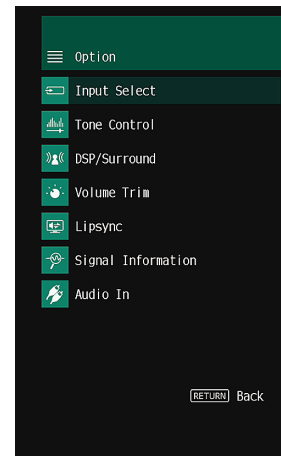 Option
Input Select
Tone Control
DSP/Surround
Volume Trim
Lipsync
Signal Information
Audio In
RETURN Back